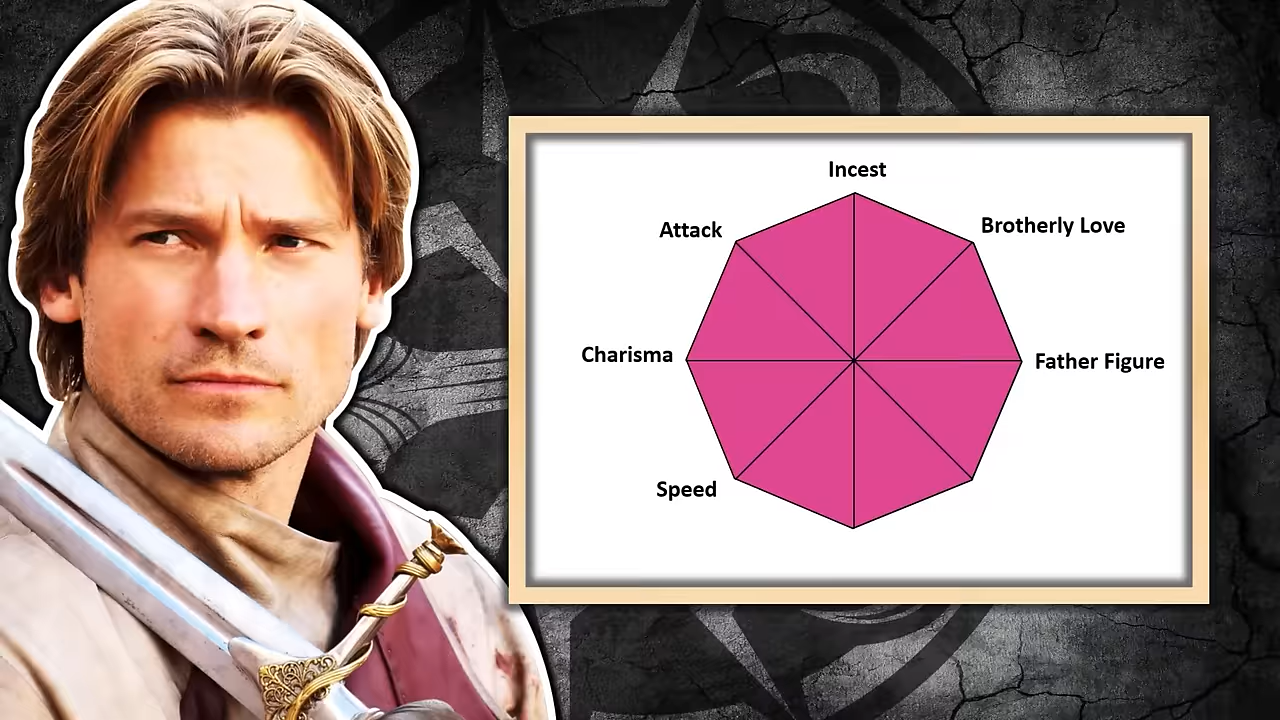 Incest
Attack
Brotherly Love
Charisma
Father Figure
Speed